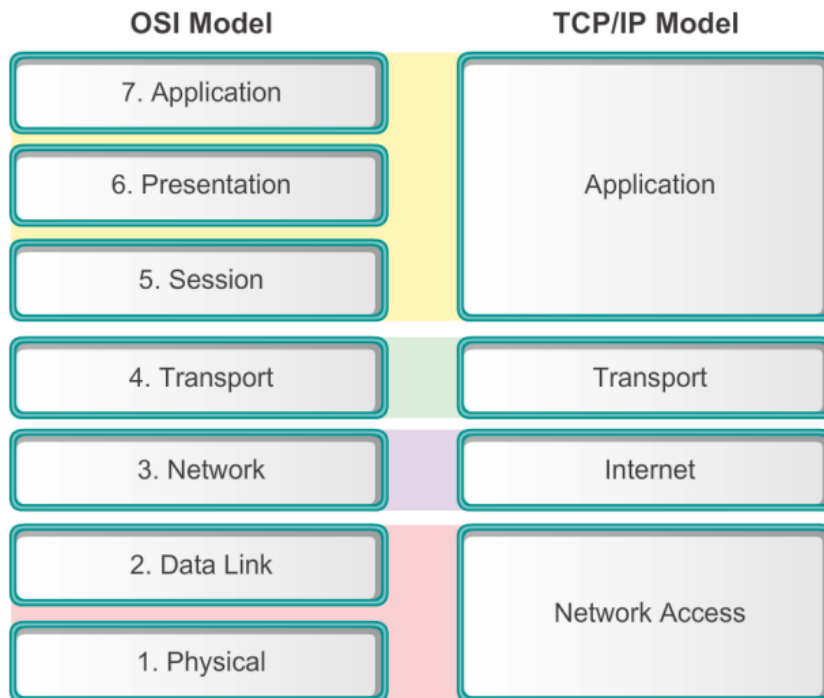 OSI Model
TCP/IP Model
7. Application
6. Presentation
Application
5. Session
4. Transport
Transport
3. Network
Internet
2. Data Link
Network Access
1. Physical